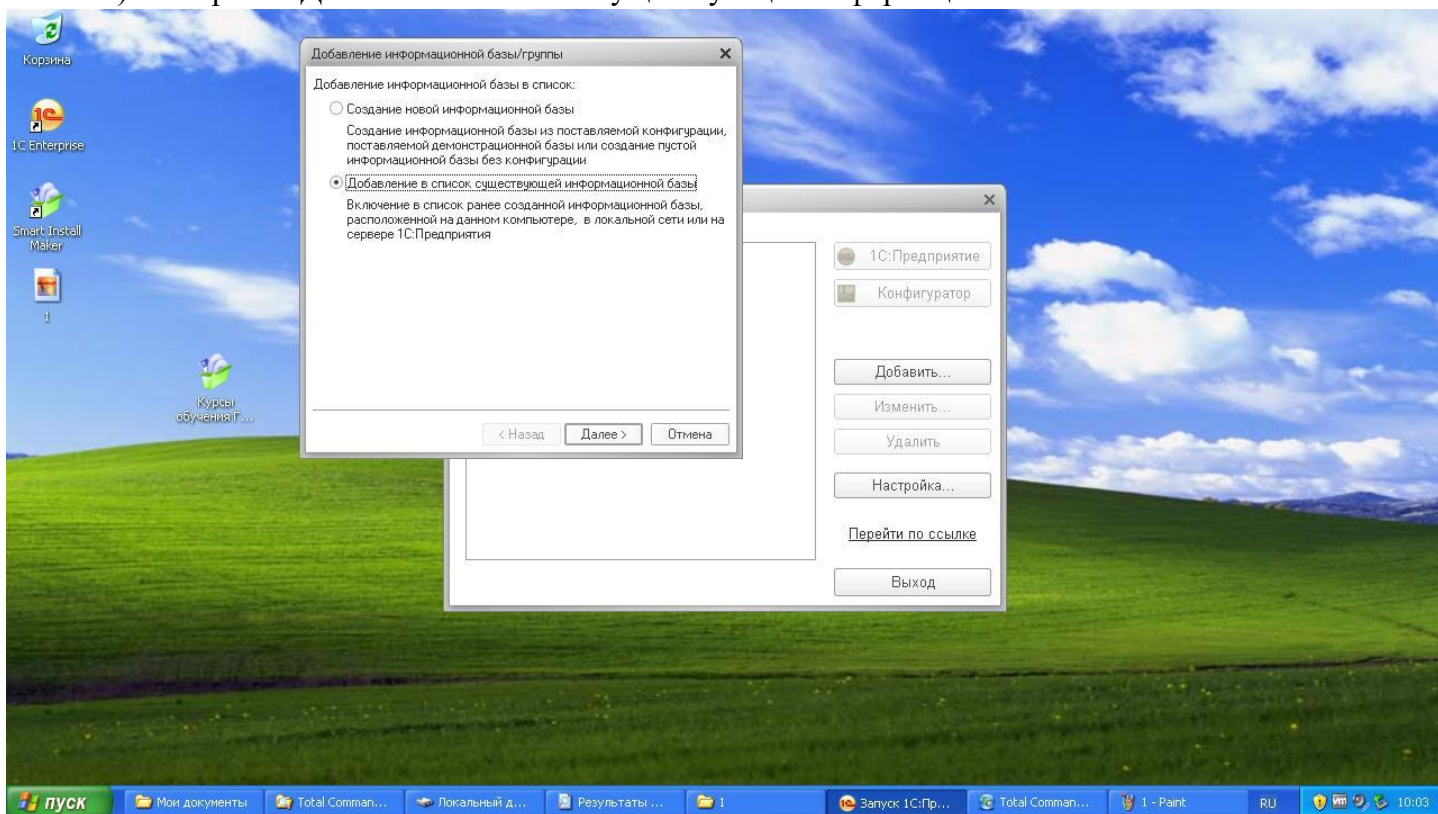 Корзина
1C Enterprise
Smart Install
Maker
1
Курсы
обучения Г...
Добавление информационной базы/группы
Добавление информационной базы в список:
Создание новой информационной базы
Создание информационной базы из поставляемой конфигурации,
поставляемой демонстрационной базы или создание пустой
информационной базы без конфигурации
Добавление в список существующей информационной базы
Включение в список ранее созданной информационной базы,
расположенной на данном компьютере, в локальной сети или на
сервере 1С:Предприятия
< Назад
Далее >
Отмена
1С:Предприятие
Конфигуратор
Добавить...
Изменить...
Удалить
Настройка...
Перейти по ссылке
Выход
пуск
Мои документы
Total Comman...
Локальный д...
Результаты ...
1
Запуск 1С:Пр...
Total Comman...
1 - Paint
RU
10:03